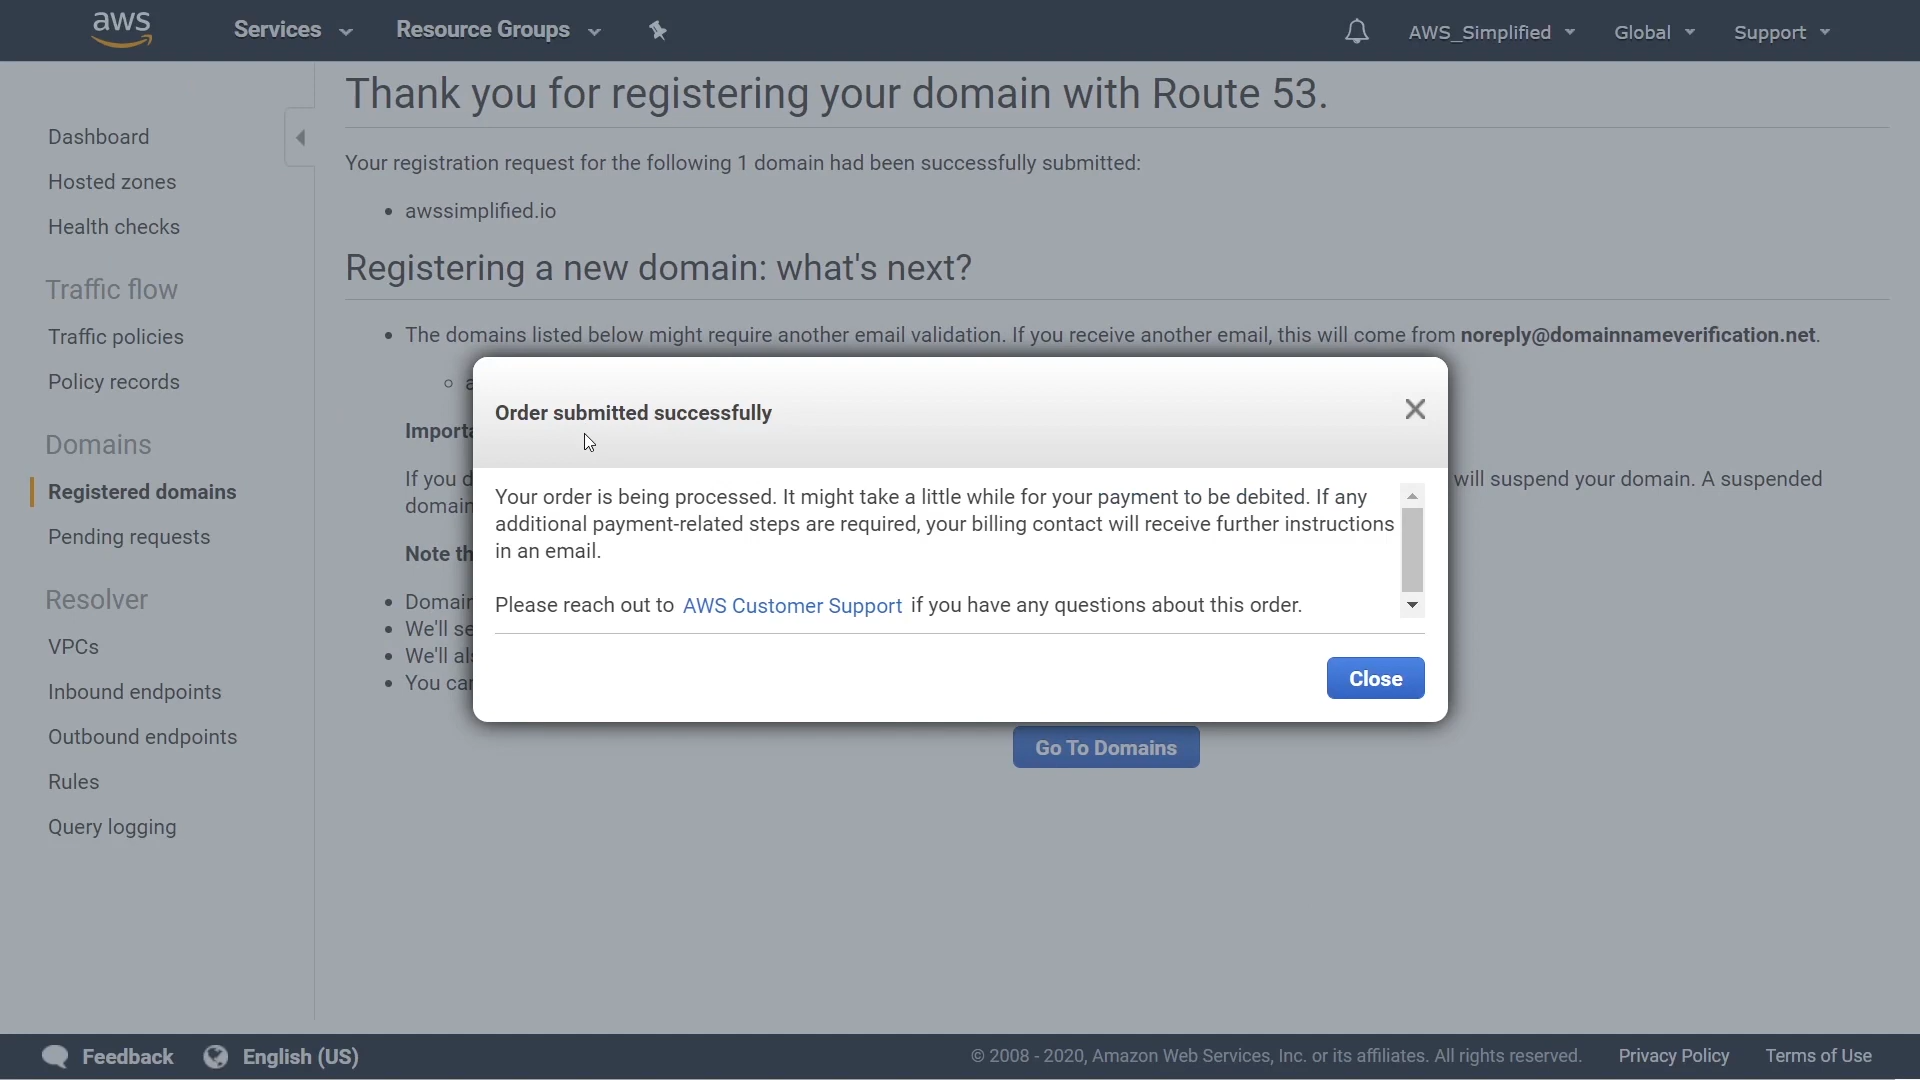 aws
Services
Resource Groups
AWS_Simplified
Global
Support
Dashboard
Hosted zones
Health checks
Traffic flow
Traffic policies
Policy records
Domains
Registered domains
Pending requests
Resolver
VPCs
Inbound endpoints
Outbound endpoints
Rules
Query logging
Thank you for registering your domain with Route 53.
Your registration request for the following 1 domain had been successfully submitted:
• awssimplified.io
Registering a new domain: what's next?
• The domains listed below might require another email validation. If you receive another email, this will come from noreply@domainnameverification.net.
If you
will suspend your domain. A suspended
Order submitted successfully
Your order is being processed. It might take a little while for your payment to be debited. If any
additional payment-related steps are required, your billing contact will receive further instructions
in an email.
Please reach out to AWS Customer Support if you have any questions about this order.
Close
Note
• We'll
• We'll
• You
Go To Domains
Feedback
English (US)
© 2008 - 2020, Amazon Web Services, Inc. or its affiliates. All rights reserved.
Privacy Policy
Terms of Use